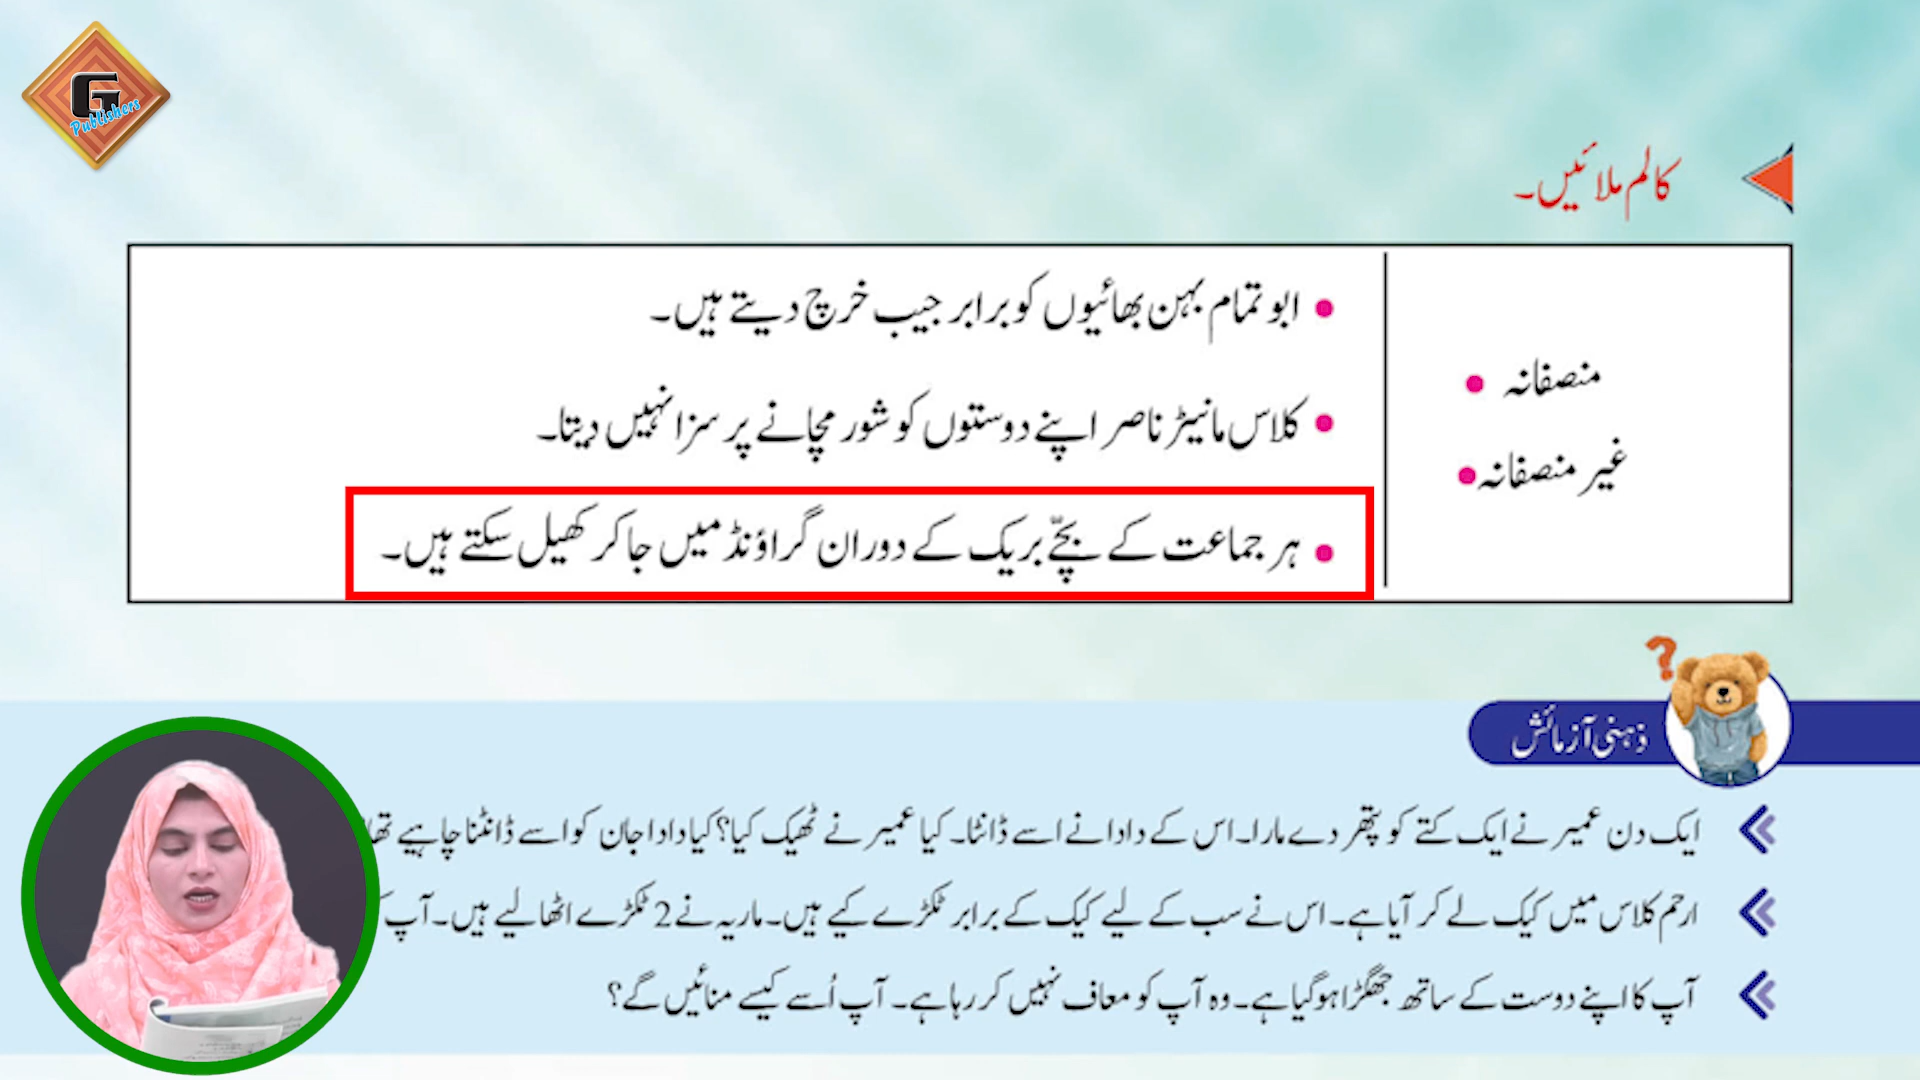 G
Publishers
کالم ملائیں۔
منصفانہ
غیر منصفانہ
ابو تمام بہن بھائیوں کو برابر جیب خرچ دیتے ہیں۔
کلاس مانیٹر ناصر اپنے دوستوں کو شور مچانے پر سزا نہیں دیتا۔
ہر جماعت کے بچّے بریک کے دوران گراؤنڈ میں جا کر کھیل سکتے ہیں۔
?
ذہنی آزمائش
ایک دن عمیر نے ایک کتے کو پتھر دے مارا۔ اس کے دادا نے اسے ڈانٹا۔ کیا عمیر نے ٹھیک کیا؟ کیا دادا جان کو اسے ڈانٹنا چاہیے تھا
ارحم کلاس میں کیک لے کر آیا ہے۔ اس نے سب کے لیے کیک کے برابر ٹکڑے کیے ہیں۔ ماریہ نے 2 ٹکڑے اٹھا لیے ہیں۔ آپ
آپ کا اپنے دوست کے ساتھ جھگڑا ہو گیا ہے۔ وہ آپ کو معاف نہیں کر رہا ہے۔ آپ اُسے کیسے منائیں گے؟